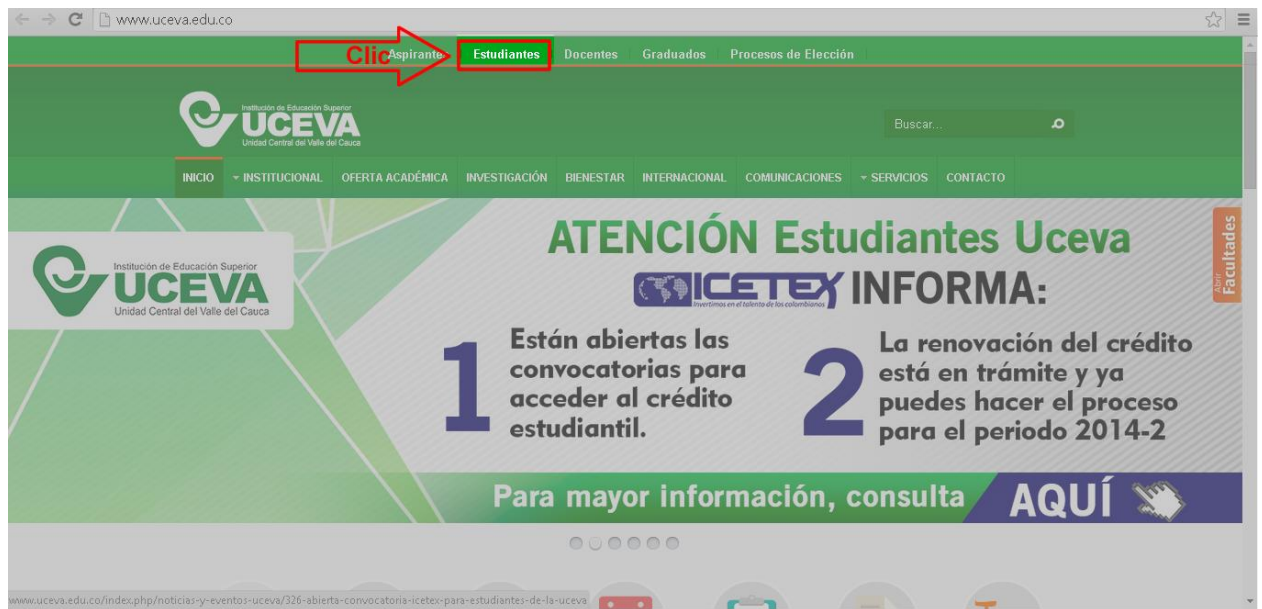 www.uceva.edu.co
Clic
Aspirante Estudiantes Docentes Graduados Procesos de Elección
Institución de Educación Superior
UCEVA
Unidad Central del Valle del Cauca
Buscar...
INICIO INSTITUCIONAL OFERTA ACADÉMICA INVESTIGACIÓN BIENESTAR INTERNACIONAL COMUNICACIONES SERVICIOS CONTACTO
Institución de Educación Superior
UCEVA
Unidad Central del Valle del Cauca
ATENCIÓN Estudiantes Uceva
ICETEX INFORMA:
Invertimos en el talento de los colombianos
1
Están abiertas las
convocatorias para
acceder al crédito
estudiantil.
2
La renovación del crédito
está en trámite y ya
puedes hacer el proceso
para el periodo 2014-2
Para mayor información, consulta AQUÍ
Abrir
Facultades
www.uceva.edu.co/index.php/noticias-y-eventos-uceva/326-abierta-convocatoria-icetex-para-estudiantes-de-la-uceva